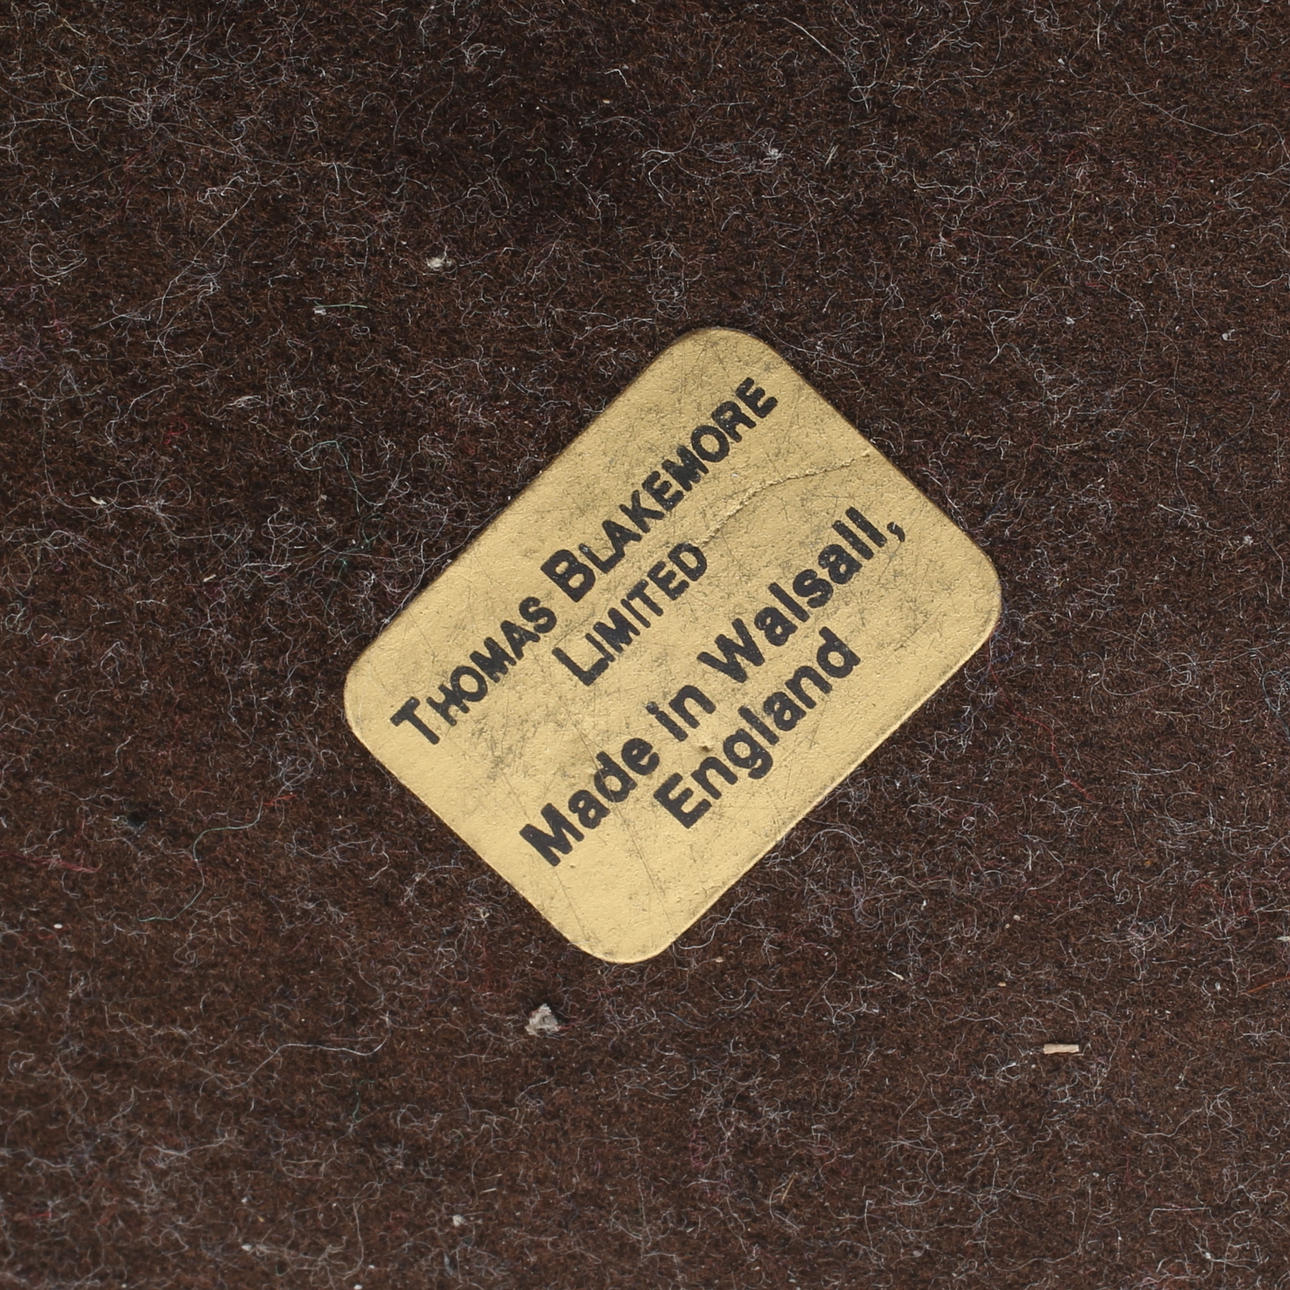 THOMAS BLAKEMORE
LIMITED
Made in Walsall,
England